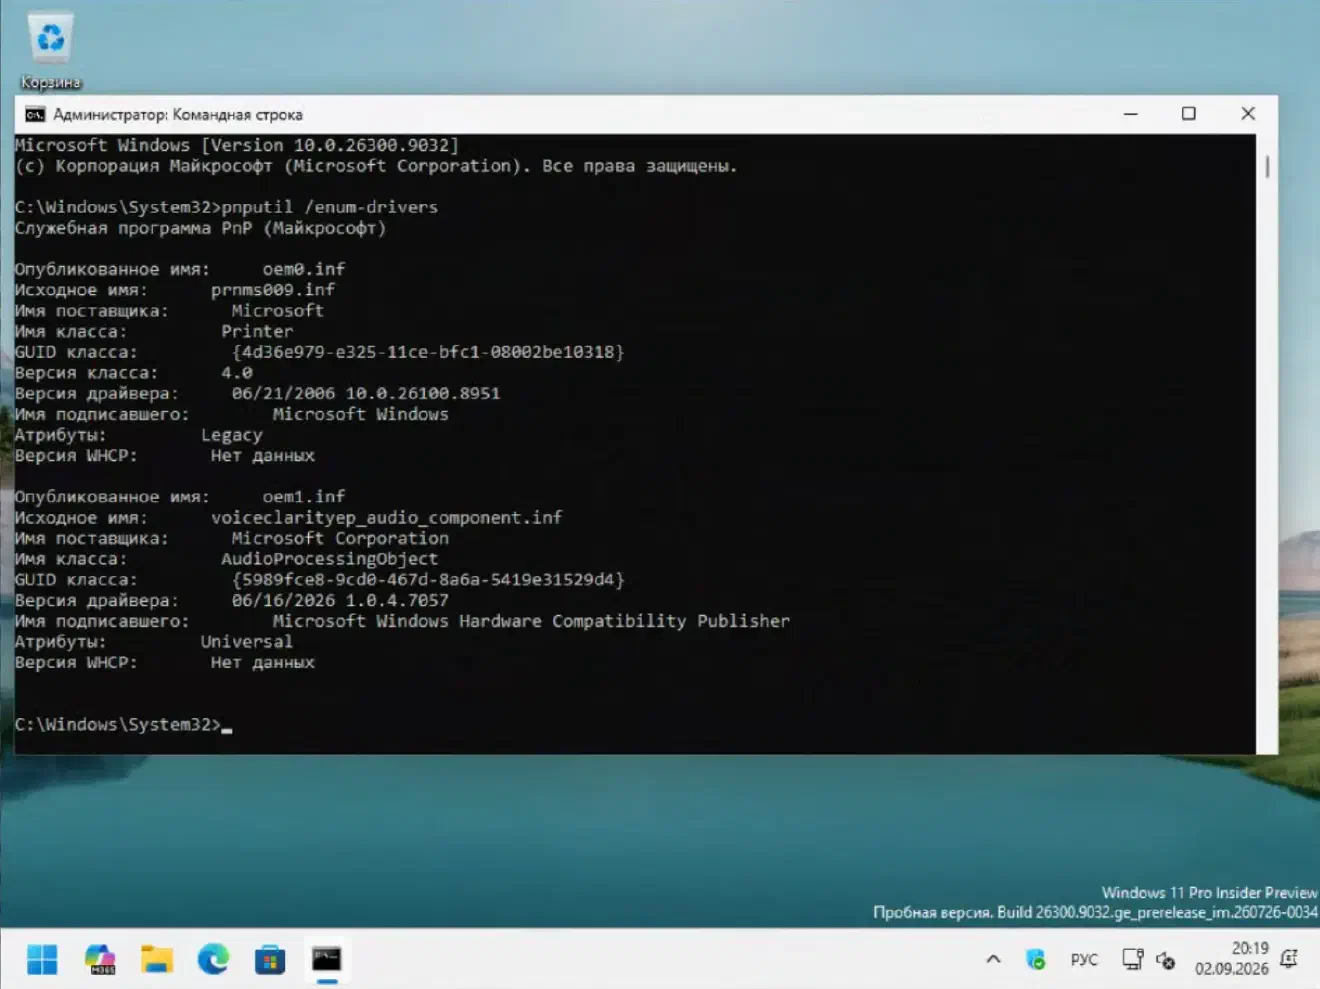 Корзина
Администратор: Командная строка
Microsoft Windows [Version 10.0.26300.9032]
(c) Корпорация Майкрософт (Microsoft Corporation). Все права защищены.
C:\Windows\System32>pnputil /enum-drivers
Служебная программа PnP (Майкрософт)
Опубликованное имя: oem0.inf
Исходное имя: prnms009.inf
Имя поставщика: Microsoft
Имя класса: Printer
GUID класса: {4d36e979-e325-11ce-bfc1-08002be10318}
Версия класса: 4.0
Версия драйвера: 06/21/2006 10.0.26100.8951
Имя подписавшего: Microsoft Windows
Атрибуты: Legacy
Версия WHCP: Нет данных
Опубликованное имя: oem1.inf
Исходное имя: voiceclarityep_audio_component.inf
Имя поставщика: Microsoft Corporation
Имя класса: AudioProcessingObject
GUID класса: {5989fce8-9cd0-467d-8a6a-5419e31529d4}
Версия драйвера: 06/16/2026 1.0.4.7057
Имя подписавшего: Microsoft Windows Hardware Compatibility Publisher
Атрибуты: Universal
Версия WHCP: Нет данных
C:\Windows\System32>
Windows 11 Pro Insider Preview
Пробная версия. Build 26300.9032.ge_prerelease_im.260726-0034
M365
РУС
20:19
02.09.2026